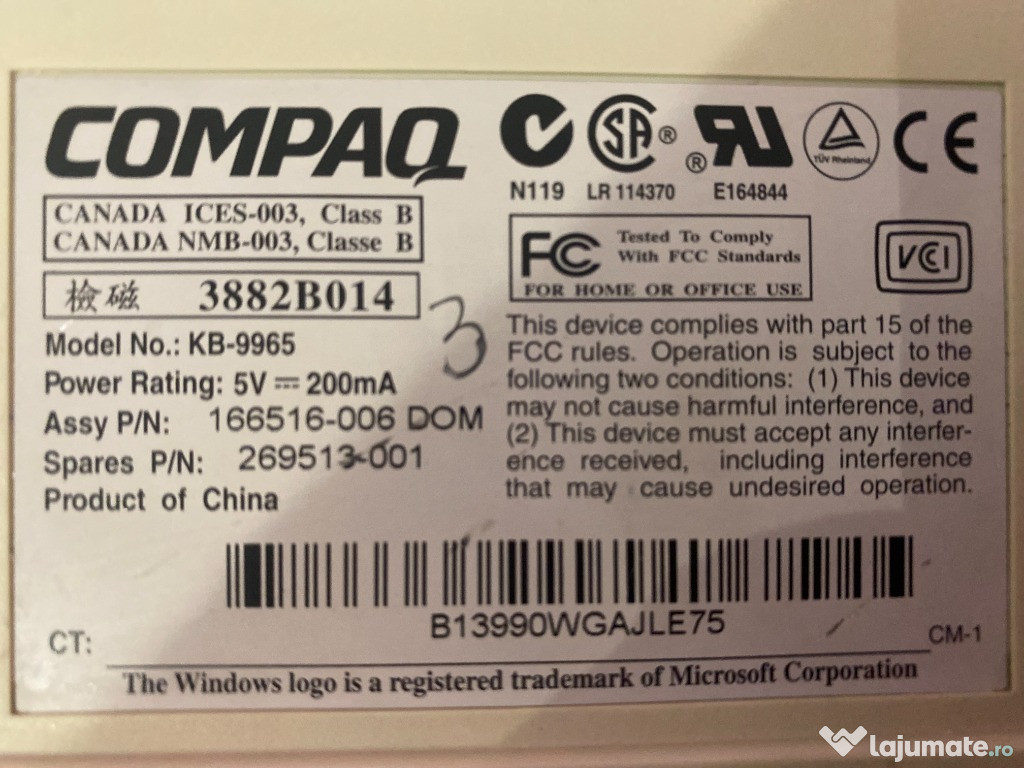 COMPAQ
N119 LR 114370 E164844
TÜV Rheinland
CE
CANADA ICES-003, Class B
CANADA NMB-003, Classe B
檢磁 3882B014
3
FC Tested To Comply
With FCC Standards
FOR HOME OR OFFICE USE
VCI
Model No.: KB-9965
Power Rating: 5V 200mA
Assy P/N: 166516-006 DOM
Spares P/N: 269513-001
Product of China
This device complies with part 15 of the
FCC rules. Operation is subject to the
following two conditions: (1) This device
may not cause harmful interference, and
(2) This device must accept any interfer-
ence received, including interference
that may cause undesired operation.
B13990WGAJLE75
CT:
CM-1
The Windows logo is a registered trademark of Microsoft Corporation
lajumate.ro